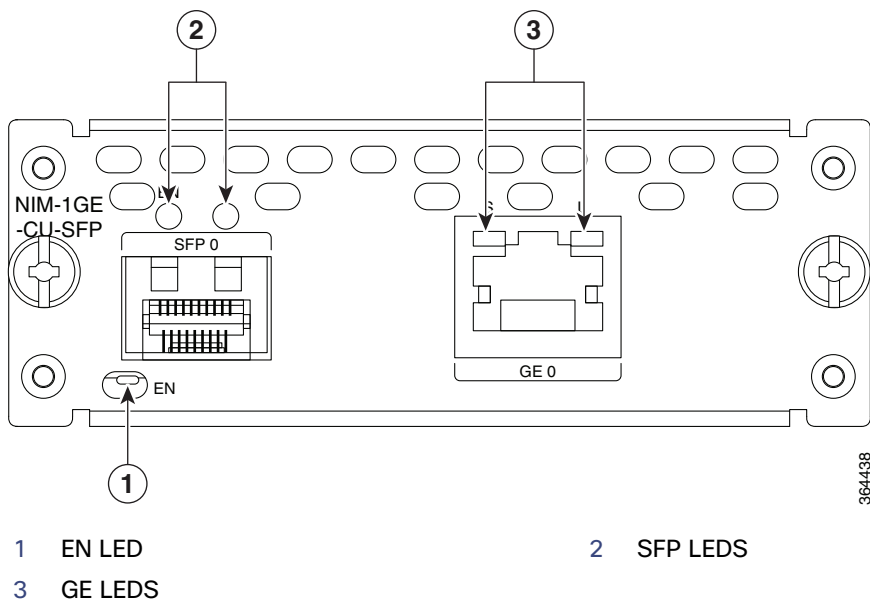 2 3
EN S L
NIM-1GE
-CU-SFP
SFP 0
GE 0
EN
1
364438
1 EN LED 2 SFP LEDS
3 GE LEDS